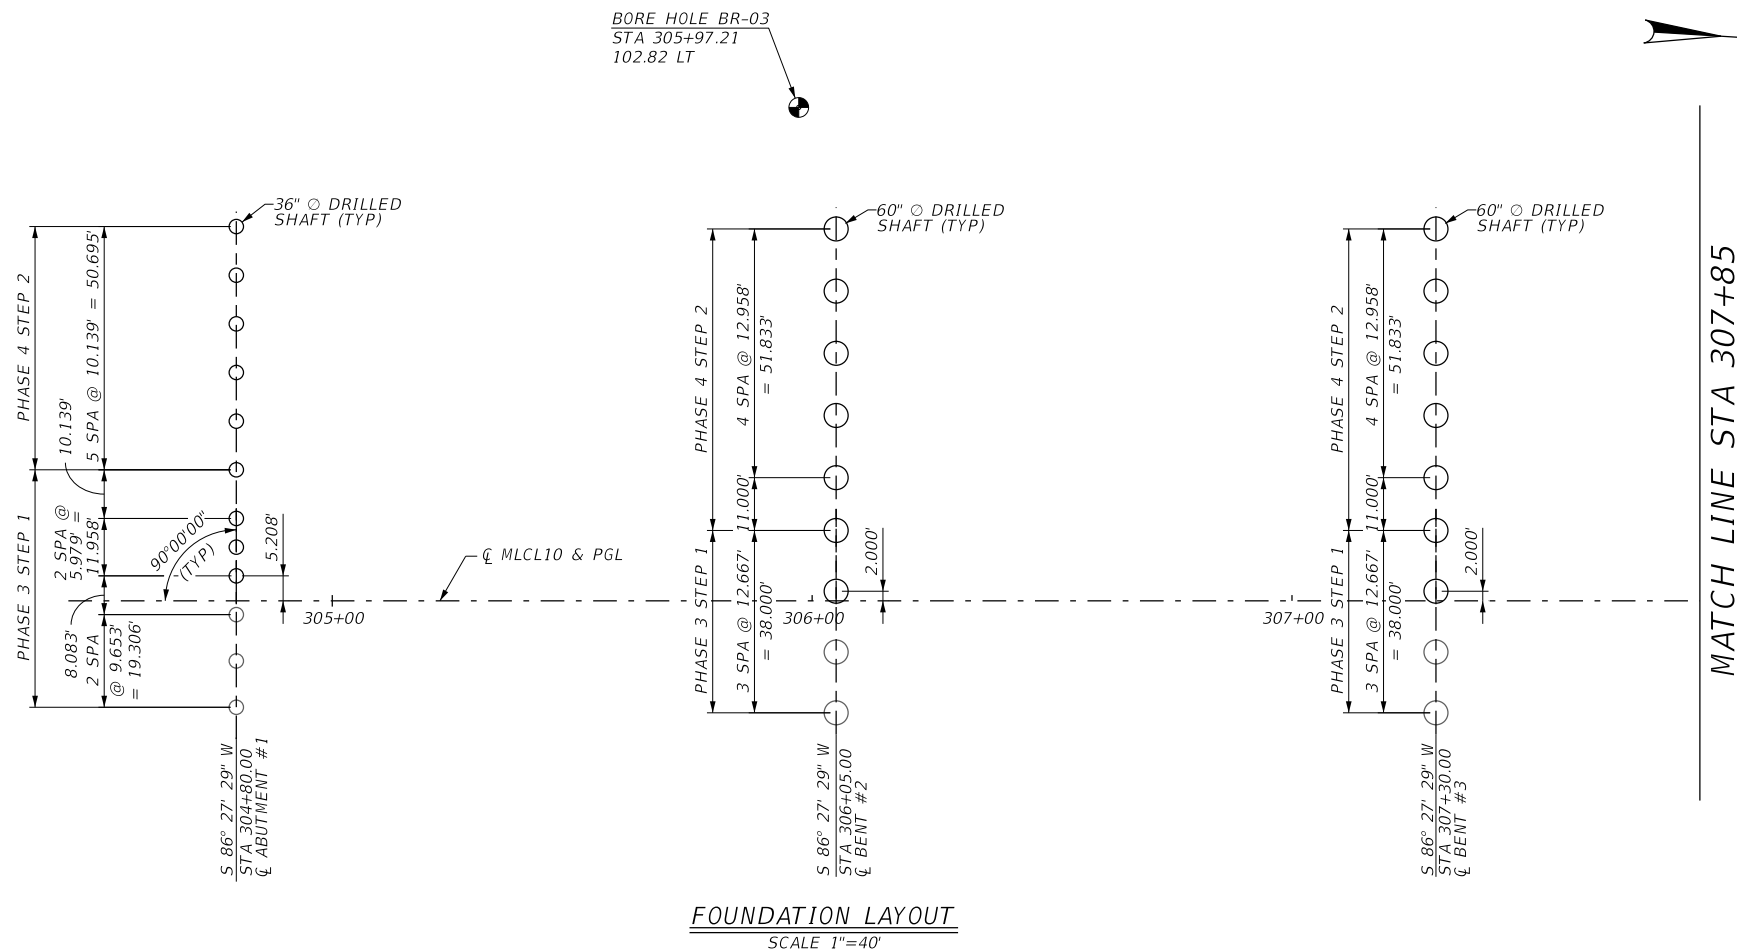 BORE HOLE BR-03
STA 305+97.21
102.82 LT
36" ∅ DRILLED
SHAFT (TYP)
60" ∅ DRILLED
SHAFT (TYP)
60" ∅ DRILLED
SHAFT (TYP)
PHASE 4 STEP 2
5 SPA @ 10.139' = 50.695'
10.139'
PHASE 3 STEP 1
2 SPA @
5.979' =
11.958'
90°00'00"
(TYP)
5.208'
8.083'
2 SPA
@ 9.653'
= 19.306'
℄ MLCL10 & PGL
305+00
PHASE 4 STEP 2
4 SPA @ 12.958'
= 51.833'
11.000'
PHASE 3 STEP 1
3 SPA @ 12.667'
= 38.000'
2.000'
306+00
PHASE 4 STEP 2
4 SPA @ 12.958'
= 51.833'
11.000'
PHASE 3 STEP 1
3 SPA @ 12.667'
= 38.000'
2.000'
307+00
MATCH LINE STA 307+85
S 86° 27' 29" W
STA 304+80.00
℄ ABUTMENT #1
S 86° 27' 29" W
STA 306+05.00
℄ BENT #2
S 86° 27' 29" W
STA 307+30.00
℄ BENT #3
FOUNDATION LAYOUT
SCALE 1"=40'